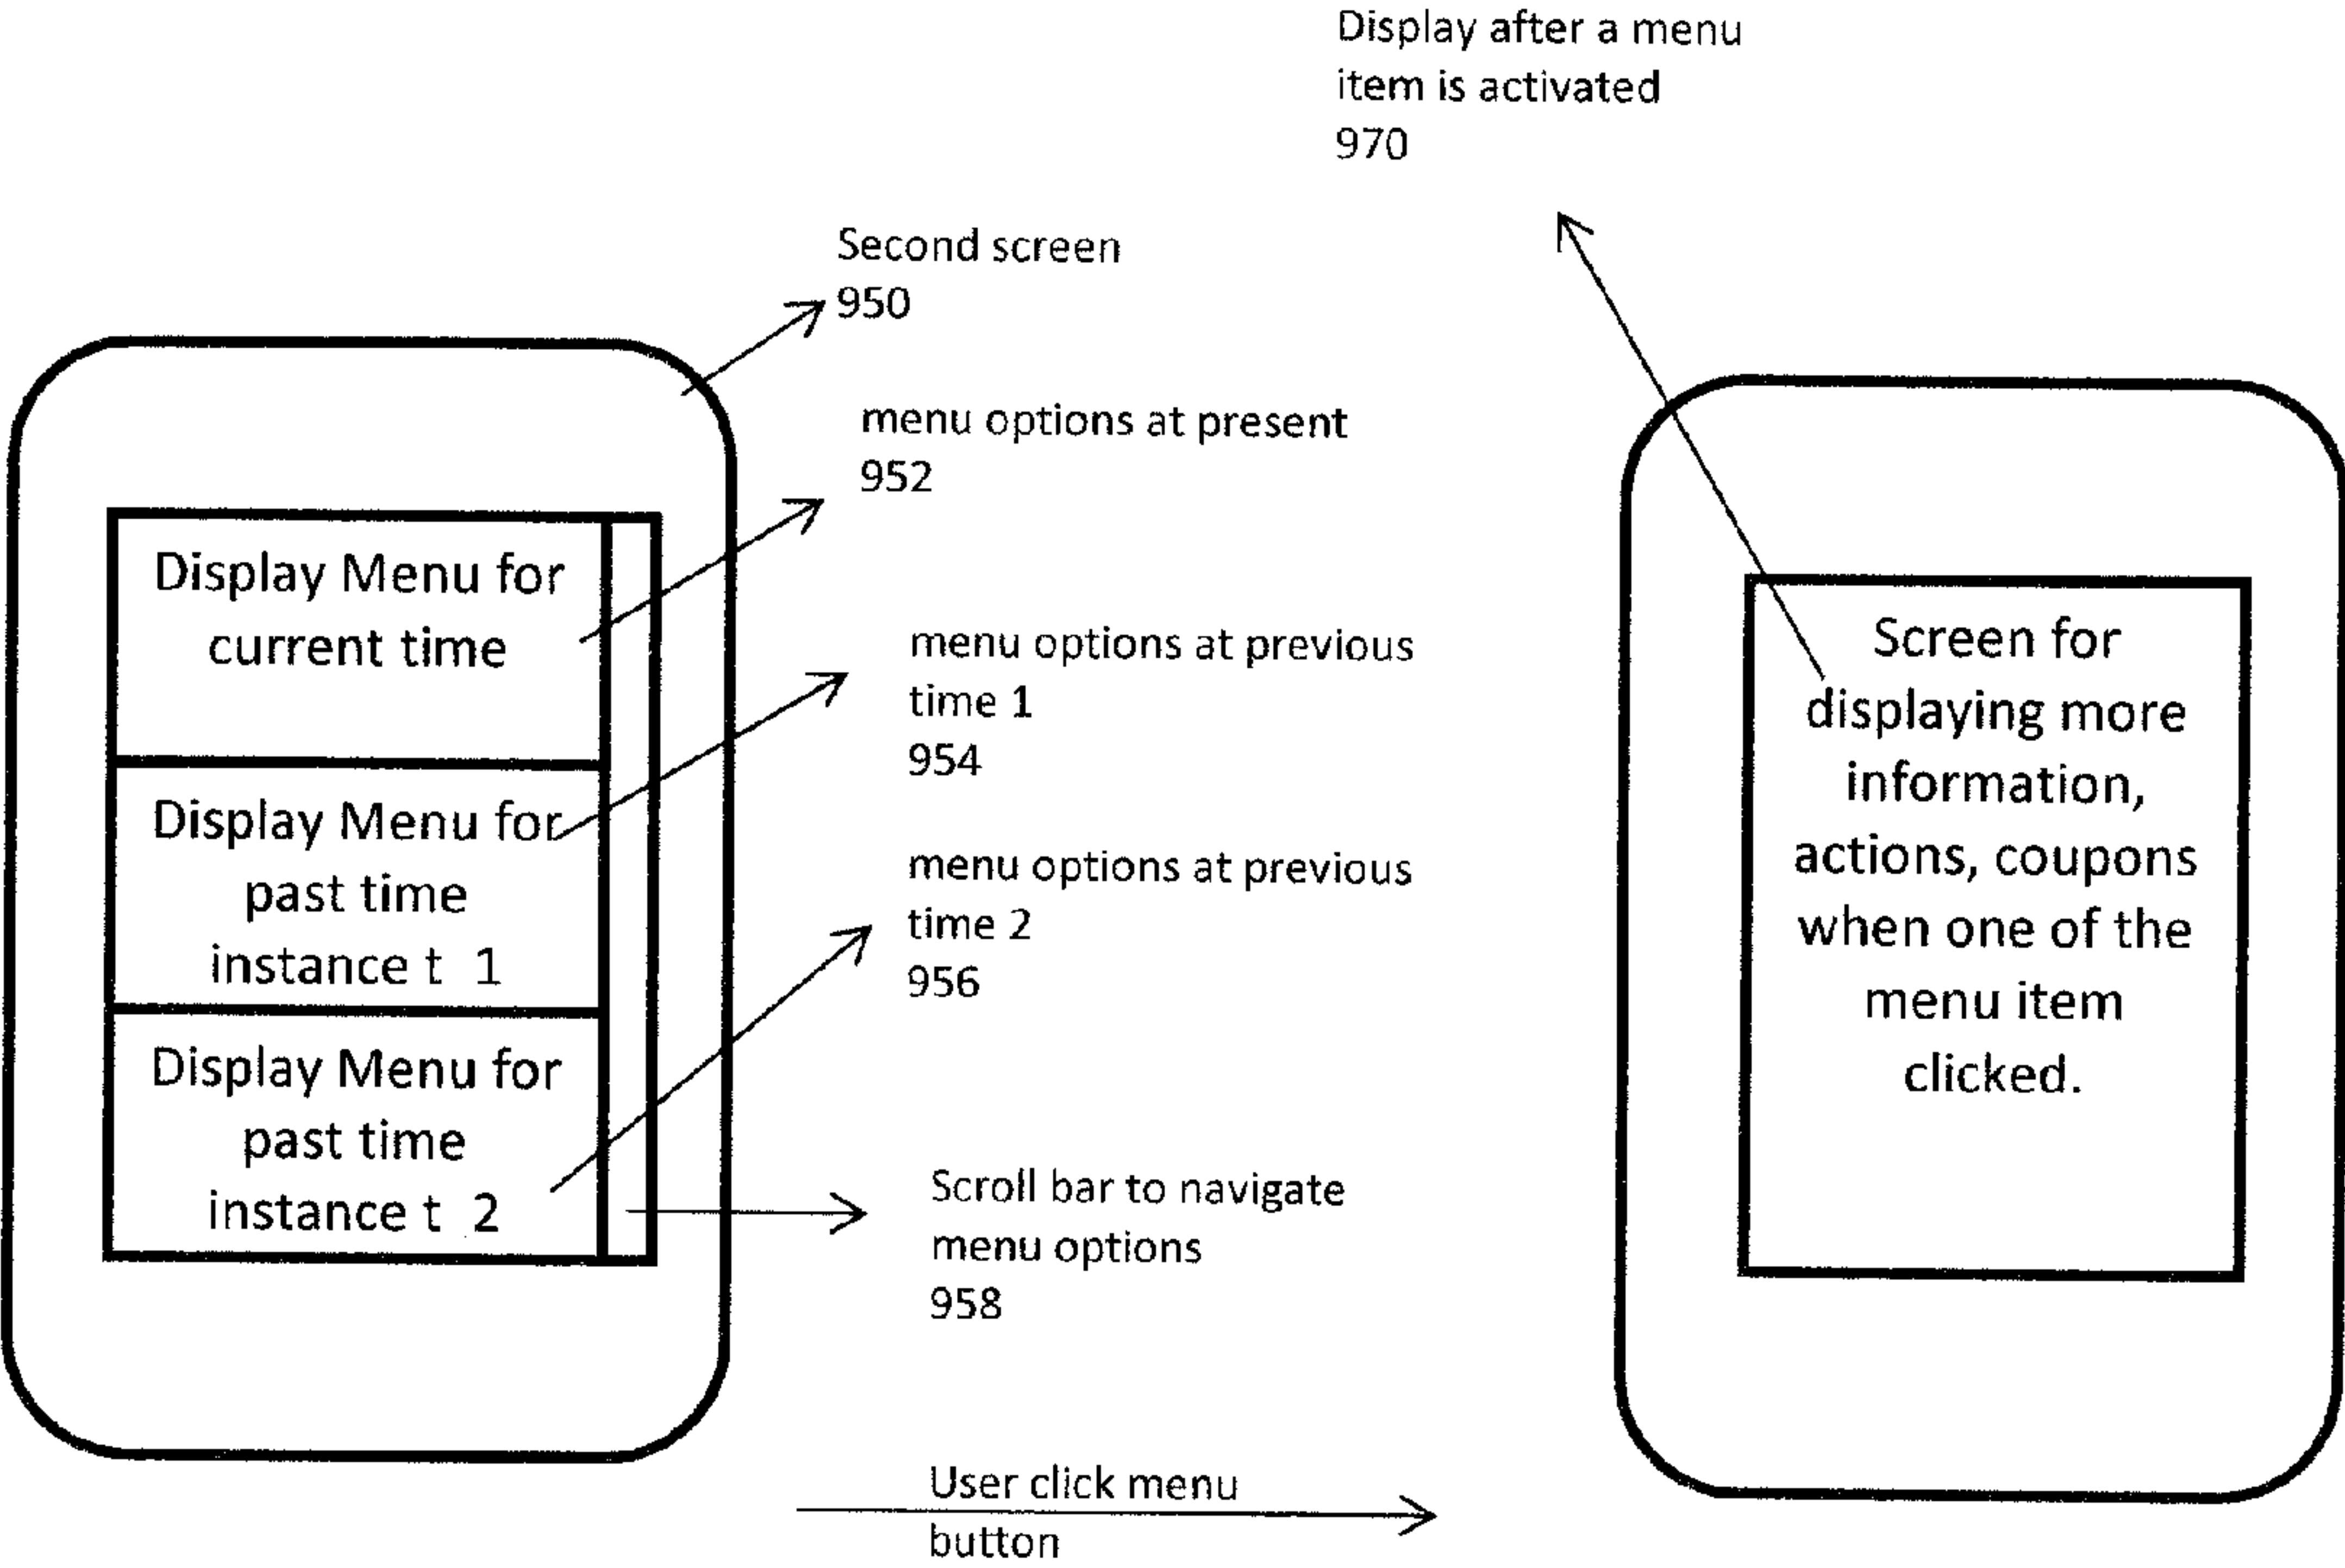 Display after a menu
item is activated
970
Second screen
950
menu options at present
952
Display Menu for
current time
menu options at previous
time 1
954
Display Menu for
past time
instance t 1
menu options at previous
time 2
956
Display Menu for
past time
instance t 2
Scroll bar to navigate
menu options
958
User click menu
button
Screen for
displaying more
information,
actions, coupons
when one of the
menu item
clicked.